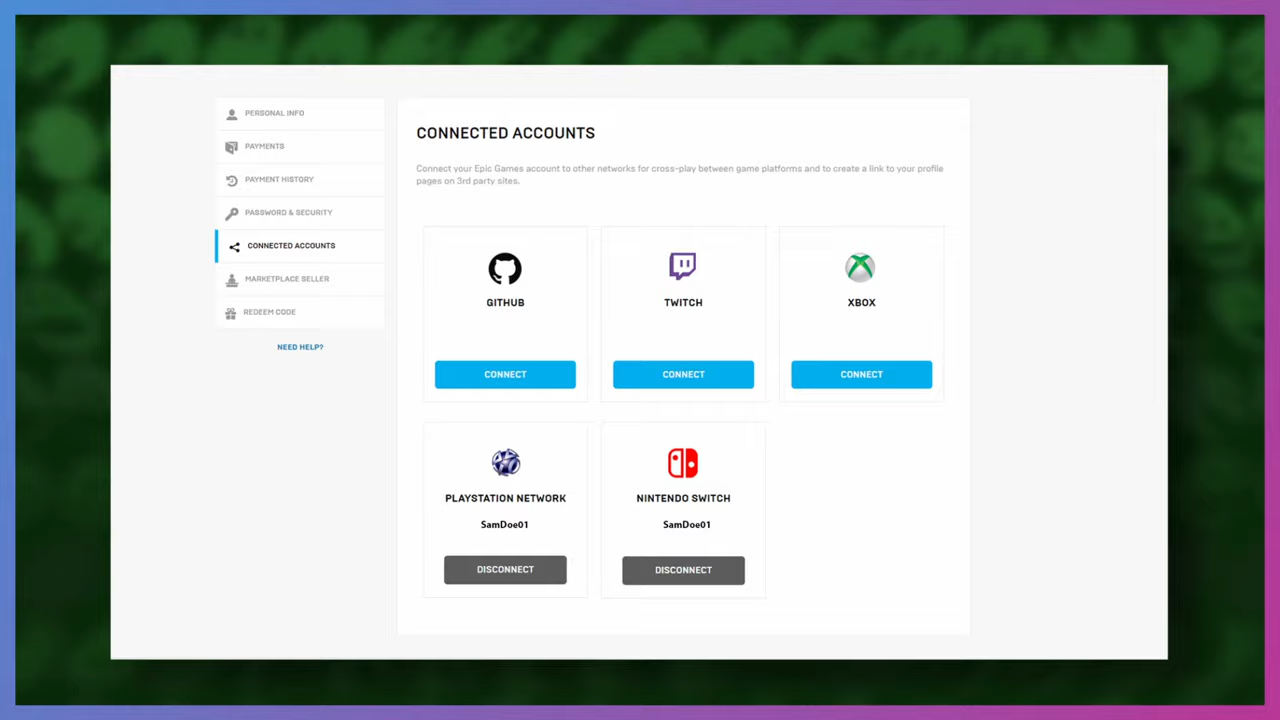 PERSONAL INFO
PAYMENTS
PAYMENT HISTORY
PASSWORD & SECURITY
CONNECTED ACCOUNTS
MARKETPLACE SELLER
REDEEM CODE
NEED HELP?
CONNECTED ACCOUNTS
Connect your Epic Games account to other networks for cross-play between game platforms and to create a link to your profile
pages on 3rd party sites.
GITHUB
CONNECT
TWITCH
CONNECT
XBOX
CONNECT
PLAYSTATION NETWORK
SamDoe01
DISCONNECT
NINTENDO SWITCH
SamDoe01
DISCONNECT